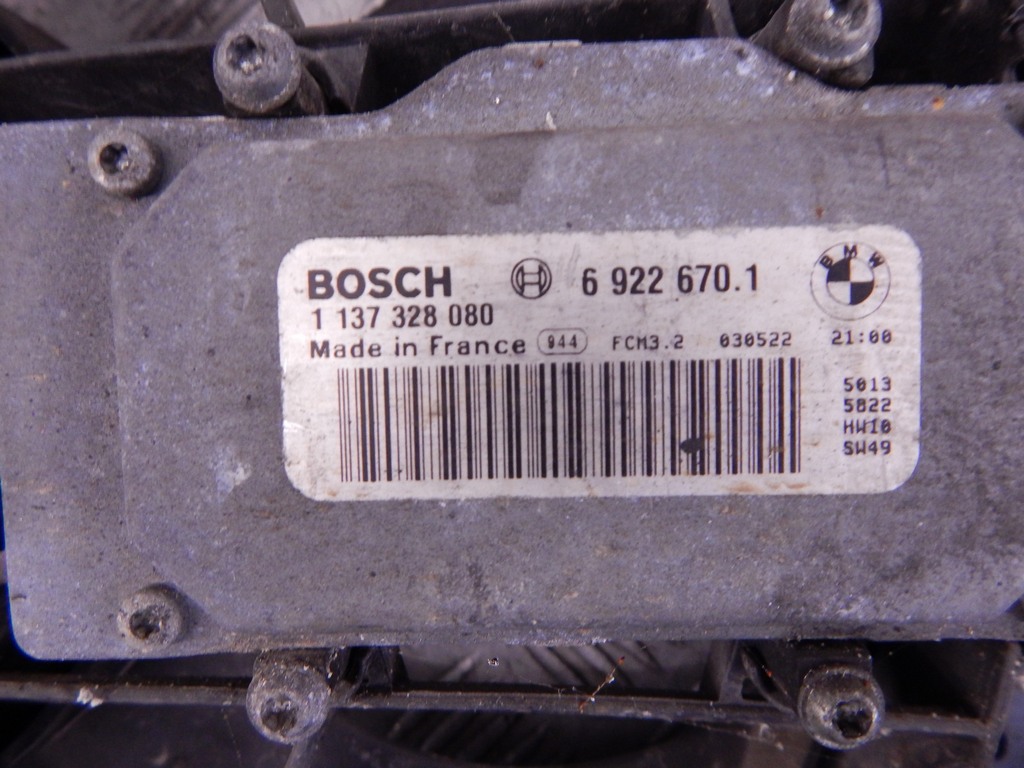 BOSCH 6 922 670.1 BMW
1 137 328 080
Made in France 944 FCM3.2 030522 21:00
5013
5822
HW10
SW49